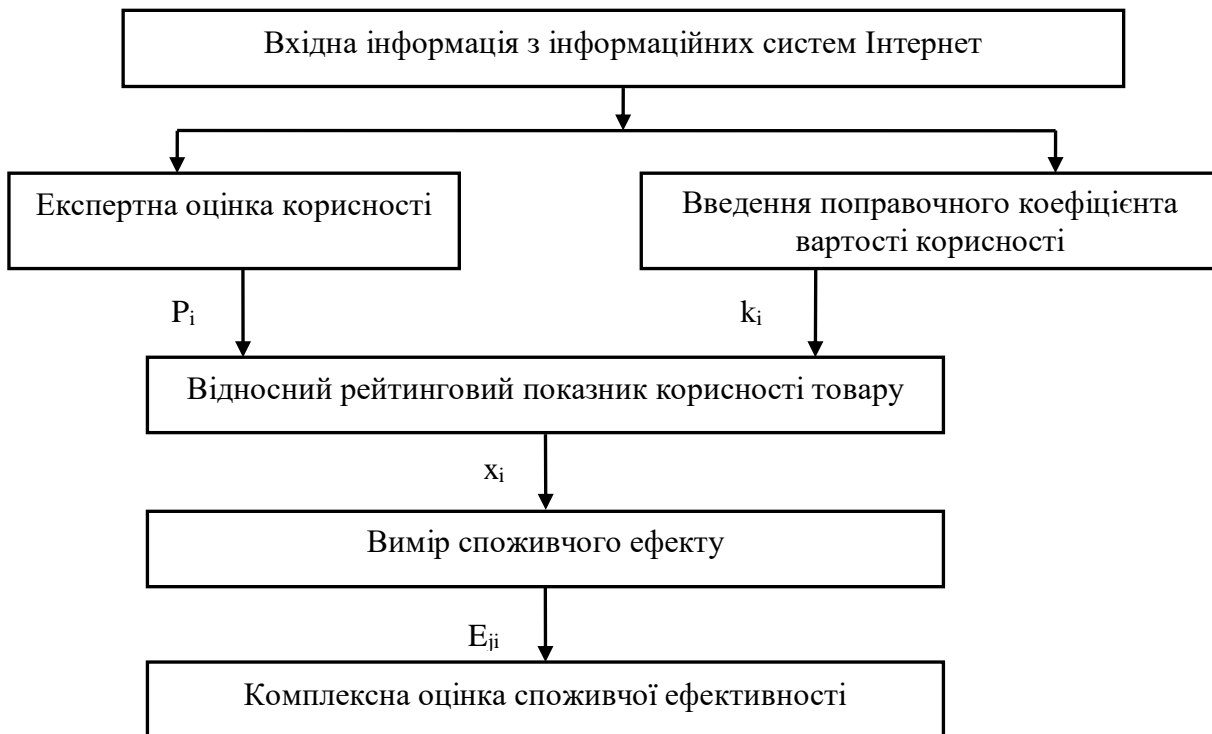 Вхідна інформація з інформаційних систем Інтернет
Експертна оцінка корисності
Введення поправочного коефіцієнта
вартості корисності
Pi
ki
Відносний рейтинговий показник корисності товару
xi
Вимір споживчого ефекту
Eji
Комплексна оцінка споживчої ефективності